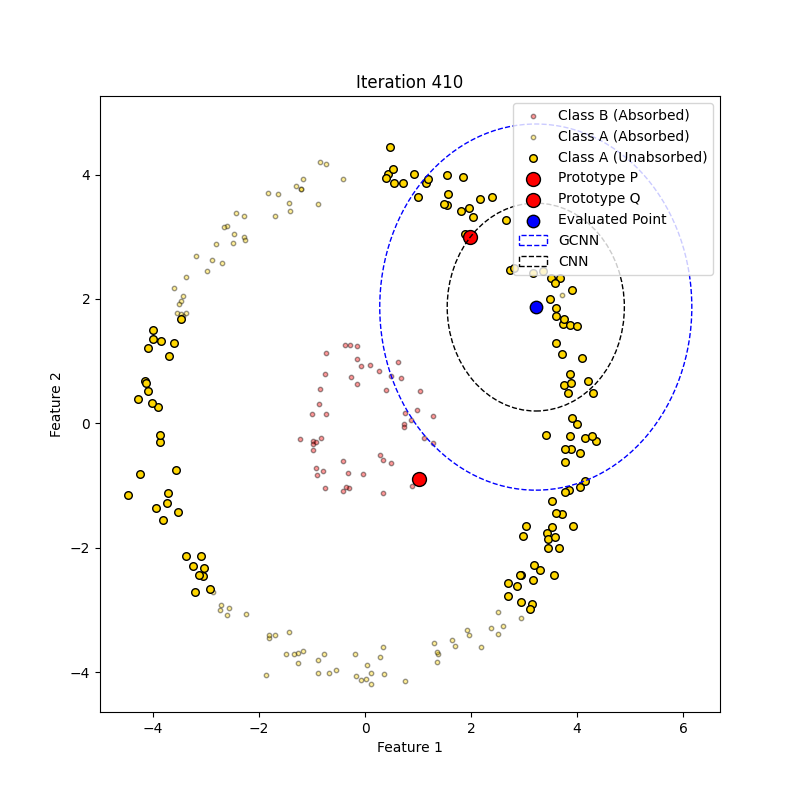 Iteration 410
Class B (Absorbed)
Class A (Absorbed)
Class A (Unabsorbed)
Prototype P
Prototype Q
Evaluated Point
GCNN
CNN
4
2
0
−2
−4
Feature 2
−4 −2 0 2 4 6
Feature 1